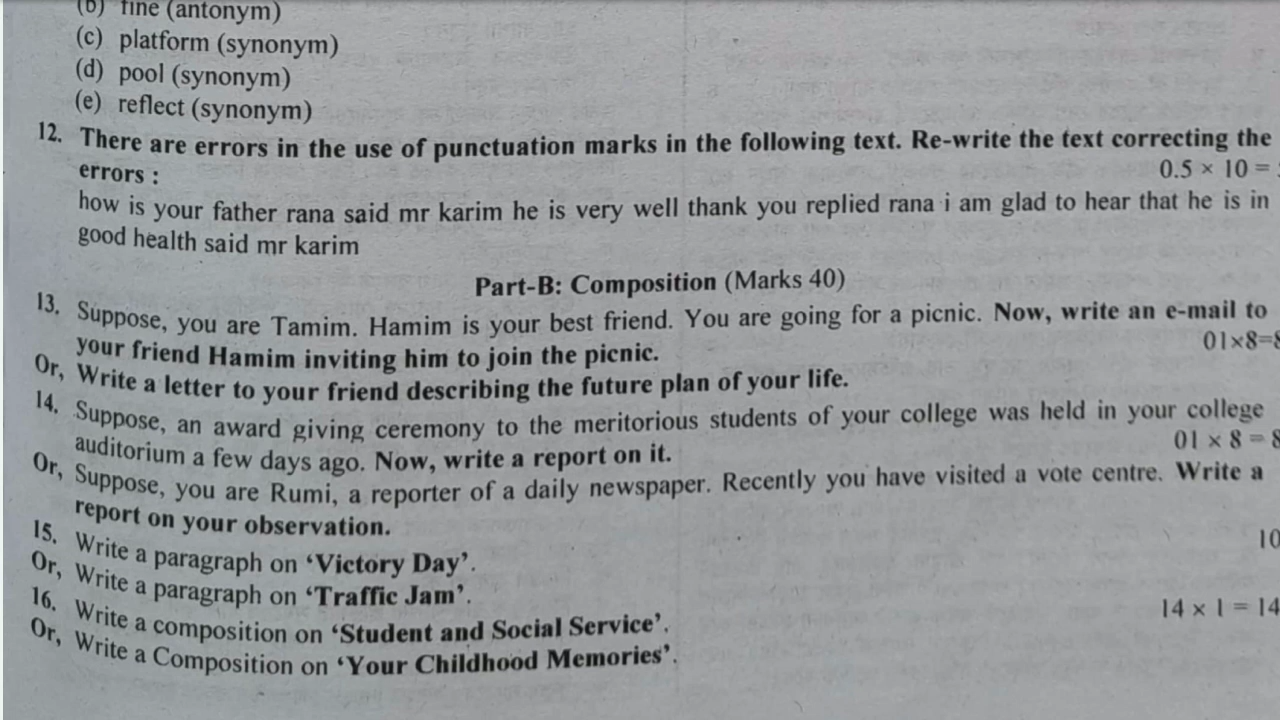 (b) fine (antonym)
(c) platform (synonym)
(d) pool (synonym)
(e) reflect (synonym)
12. There are errors in the use of punctuation marks in the following text. Re-write the text correcting the
errors : 0.5 × 10 =
how is your father rana said mr karim he is very well thank you replied rana i am glad to hear that he is in
good health said mr karim
Part-B: Composition (Marks 40)
13. Suppose, you are Tamim. Hamim is your best friend. You are going for a picnic. Now, write an e-mail to
your friend Hamim inviting him to join the picnic. 01×8=8
Or, Write a letter to your friend describing the future plan of your life.
14. Suppose, an award giving ceremony to the meritorious students of your college was held in your college
auditorium a few days ago. Now, write a report on it. 01 × 8 = 8
Or, Suppose, you are Rumi, a reporter of a daily newspaper. Recently you have visited a vote centre. Write a
report on your observation.
15. Write a paragraph on ‘Victory Day’. 10
Or, Write a paragraph on ‘Traffic Jam’.
16. Write a composition on ‘Student and Social Service’. 14 × 1 = 14
Or, Write a Composition on ‘Your Childhood Memories’.